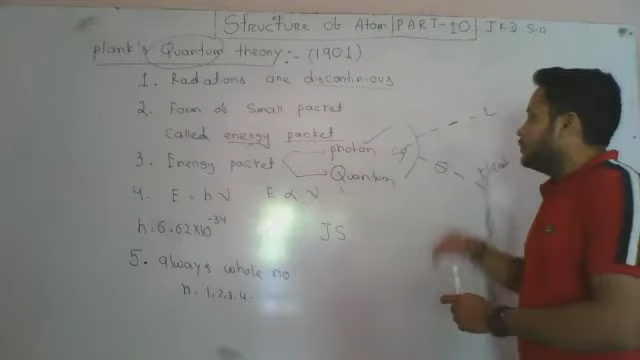 Structure of Atom PART-10 JKD Sir
plank's Quantum theory:- (1901)
1. Radations are discontinious
2. Form of small packet
Called energy packet
3. Energy packet photon
Quantum
L
Q Heat
4. E = hν E α ν
h = 6.62×10⁻³⁴ JS
5. always whole no
n = 1,2,3,4-